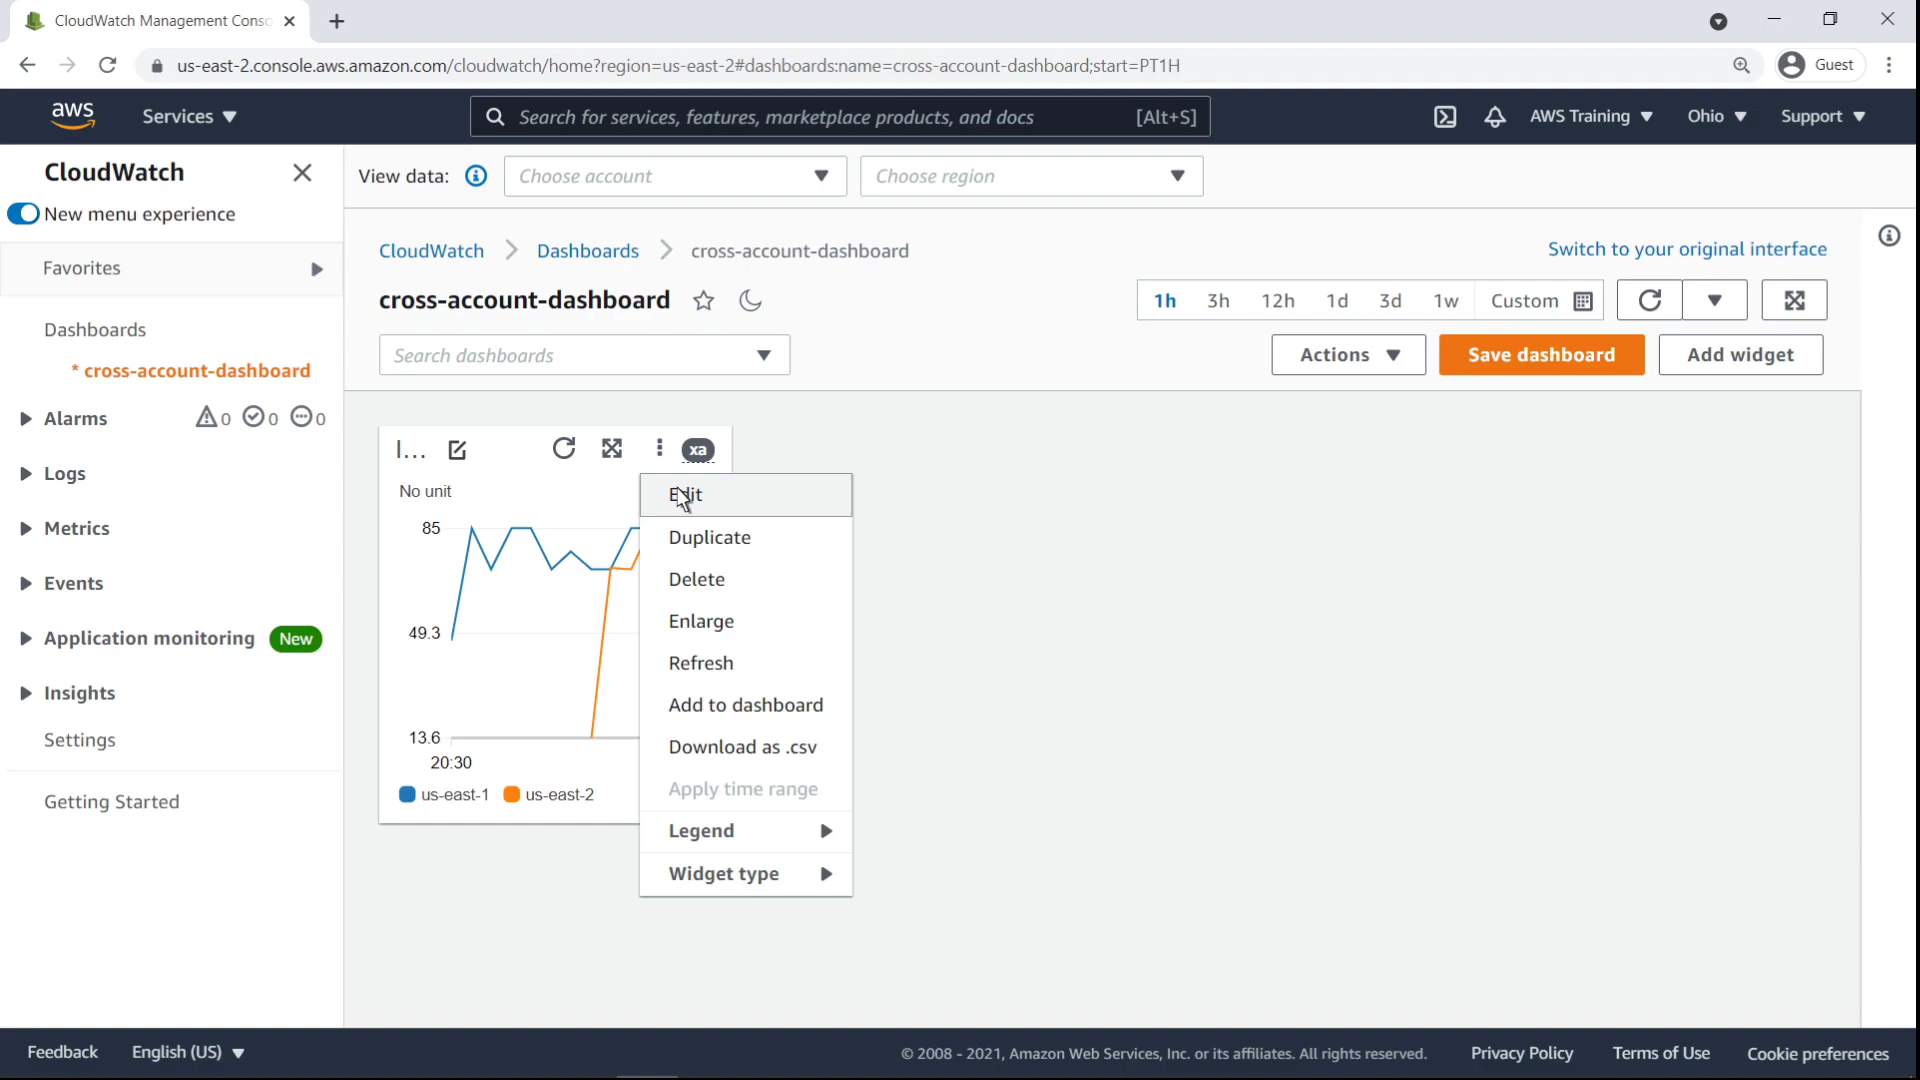 CloudWatch Management Conso
us-east-2.console.aws.amazon.com/cloudwatch/home?region=us-east-2#dashboards:name=cross-account-dashboard;start=PT1H
Guest
aws
Services
Search for services, features, marketplace products, and docs
[Alt+S]
AWS Training
Ohio
Support
CloudWatch
New menu experience
Favorites
Dashboards
* cross-account-dashboard
Alarms
0
0
0
Logs
Metrics
Events
Application monitoring
New
Insights
Settings
Getting Started
View data:
Choose account
Choose region
CloudWatch
Dashboards
cross-account-dashboard
Switch to your original interface
cross-account-dashboard
1h
3h
12h
1d
3d
1w
Custom
Search dashboards
Actions
Save dashboard
Add widget
l...
xa
No unit
85
49.3
13.6
20:30
us-east-1
us-east-2
Edit
Duplicate
Delete
Enlarge
Refresh
Add to dashboard
Download as .csv
Apply time range
Legend
Widget type
Feedback
English (US)
© 2008 - 2021, Amazon Web Services, Inc. or its affiliates. All rights reserved.
Privacy Policy
Terms of Use
Cookie preferences